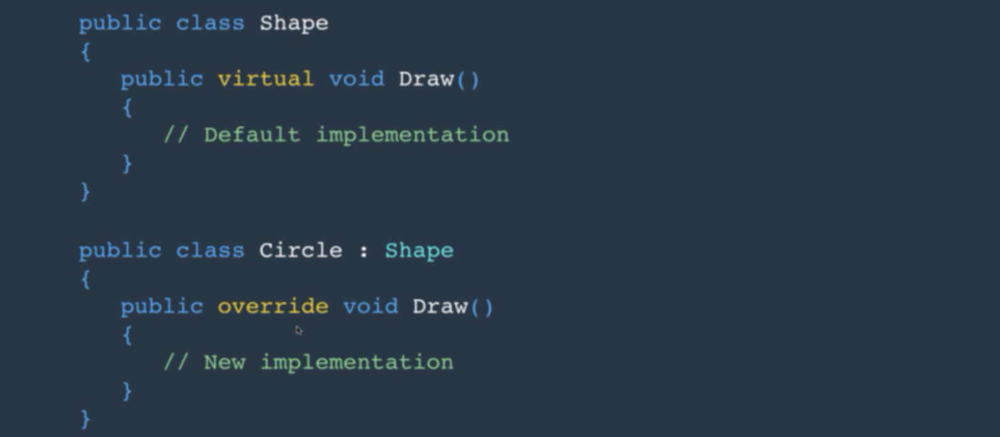 public class Shape
{
public virtual void Draw()
{
// Default implementation
}
}
public class Circle : Shape
{
public override void Draw()
{
// New implementation
}
}